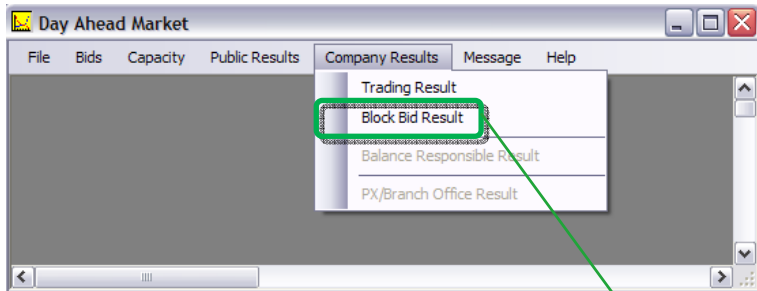 Day Ahead Market
File Bids Capacity Public Results Company Results Message Help
Trading Result
Block Bid Result
Balance Responsible Result
PX/Branch Office Result